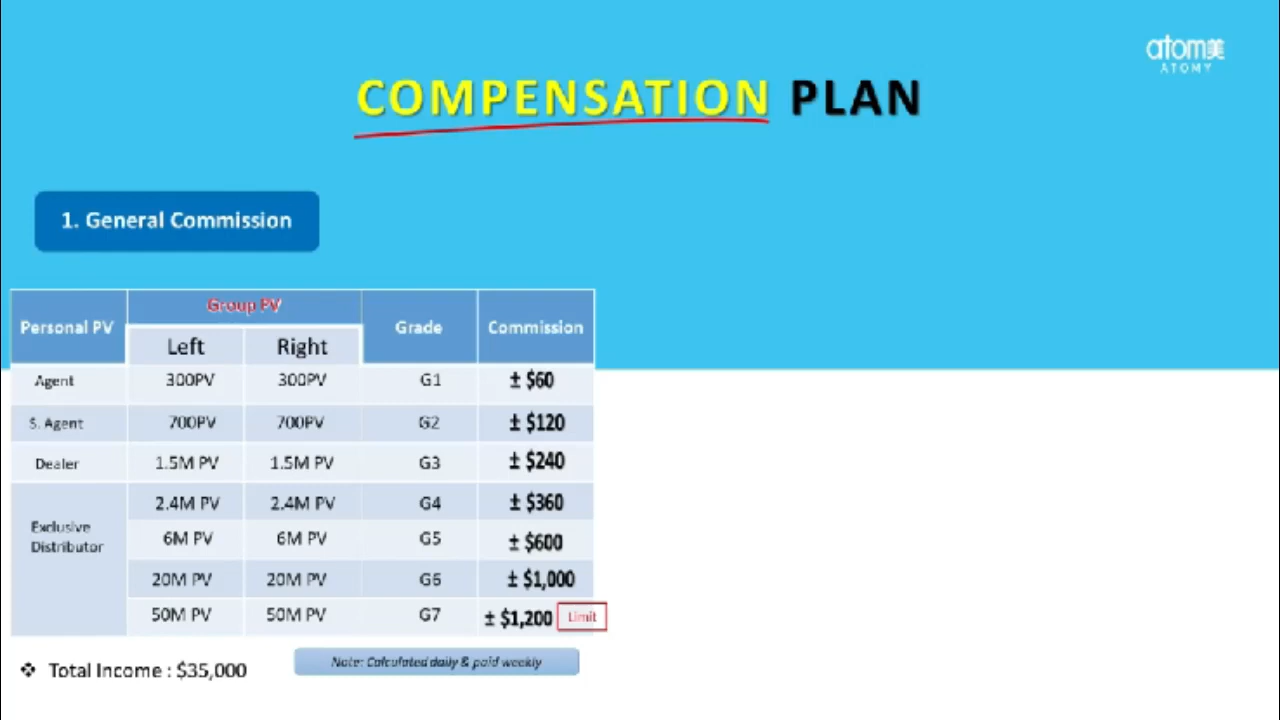 atom美
ATOMY
COMPENSATION PLAN
1. General Commission
Personal PV Group PV Grade Commission
Left Right
Agent 300PV 300PV G1 ± $60
S. Agent 700PV 700PV G2 ± $120
Dealer 1.5M PV 1.5M PV G3 ± $240
Exclusive Distributor 2.4M PV 2.4M PV G4 ± $360
6M PV 6M PV G5 ± $600
20M PV 20M PV G6 ± $1,000
50M PV 50M PV G7 ± $1,200 Limit
❖ Total Income : $35,000
Note: Calculated daily & paid weekly